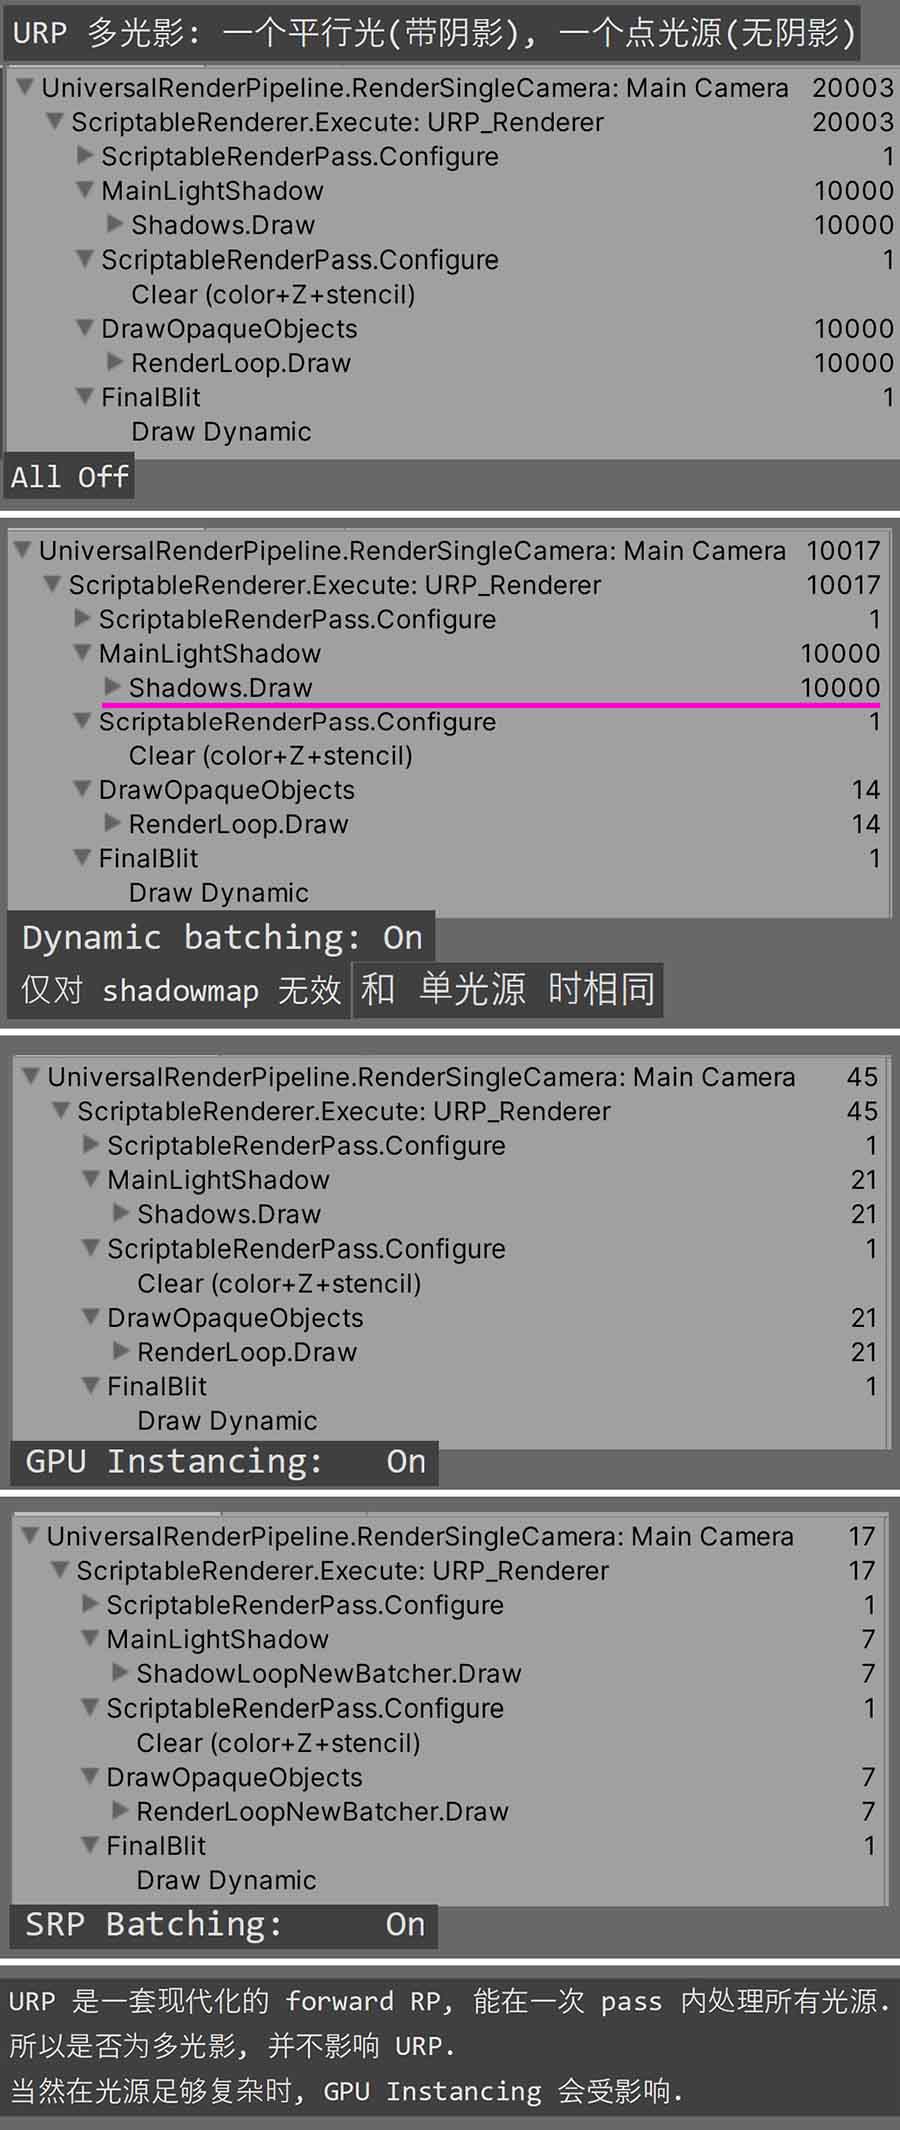 URP 多光影: 一个平行光(带阴影), 一个点光源(无阴影)
UniversalRenderPipeline.RenderSingleCamera: Main Camera 20003
ScriptableRenderer.Execute: URP_Renderer 20003
ScriptableRenderPass.Configure 1
MainLightShadow 10000
Shadows.Draw 10000
ScriptableRenderPass.Configure 1
Clear (color+Z+stencil)
DrawOpaqueObjects 10000
RenderLoop.Draw 10000
FinalBlit 1
Draw Dynamic
All Off
UniversalRenderPipeline.RenderSingleCamera: Main Camera 10017
ScriptableRenderer.Execute: URP_Renderer 10017
ScriptableRenderPass.Configure 1
MainLightShadow 10000
Shadows.Draw 10000
ScriptableRenderPass.Configure 1
Clear (color+Z+stencil)
DrawOpaqueObjects 14
RenderLoop.Draw 14
FinalBlit 1
Draw Dynamic
Dynamic batching: On
仅对 shadowmap 无效 和 单光源 时相同
UniversalRenderPipeline.RenderSingleCamera: Main Camera 45
ScriptableRenderer.Execute: URP_Renderer 45
ScriptableRenderPass.Configure 1
MainLightShadow 21
Shadows.Draw 21
ScriptableRenderPass.Configure 1
Clear (color+Z+stencil)
DrawOpaqueObjects 21
RenderLoop.Draw 21
FinalBlit 1
Draw Dynamic
GPU Instancing: On
UniversalRenderPipeline.RenderSingleCamera: Main Camera 17
ScriptableRenderer.Execute: URP_Renderer 17
ScriptableRenderPass.Configure 1
MainLightShadow 7
ShadowLoopNewBatcher.Draw 7
ScriptableRenderPass.Configure 1
Clear (color+Z+stencil)
DrawOpaqueObjects 7
RenderLoopNewBatcher.Draw 7
FinalBlit 1
Draw Dynamic
SRP Batching: On
URP 是一套现代化的 forward RP, 能在一次 pass 内处理所有光源.
所以是否为多光影, 并不影响 URP.
当然在光源足够复杂时, GPU Instancing 会受影响.